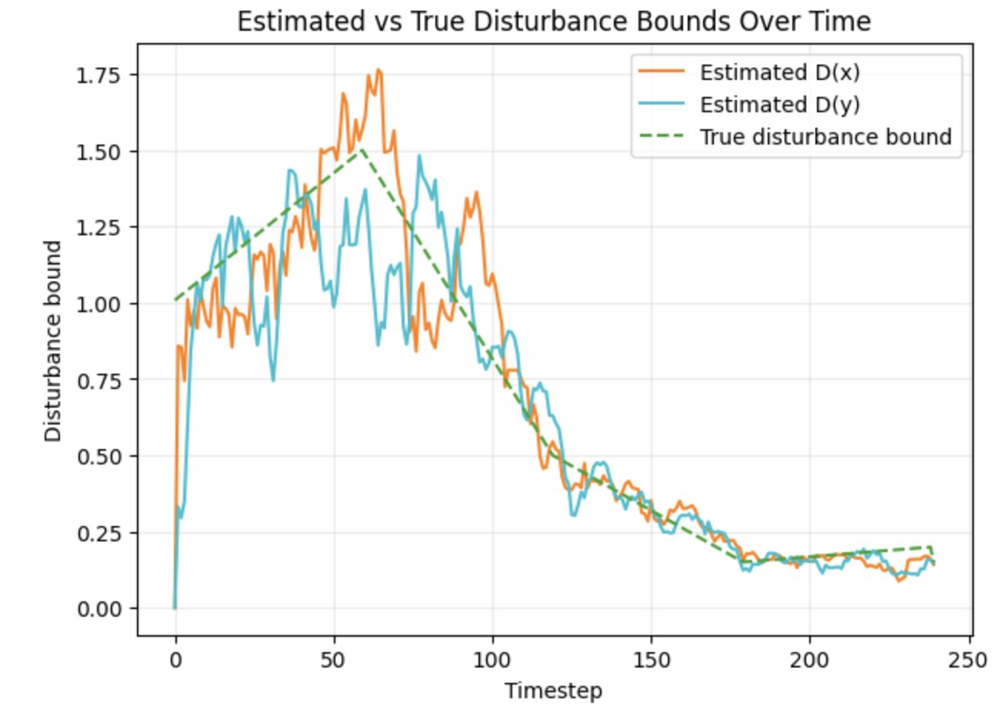 Estimated vs True Disturbance Bounds Over Time
Estimated D(x)
Estimated D(y)
True disturbance bound
Disturbance bound
1.75
1.50
1.25
1.00
0.75
0.50
0.25
0.00
0
50
100
150
200
250
Timestep